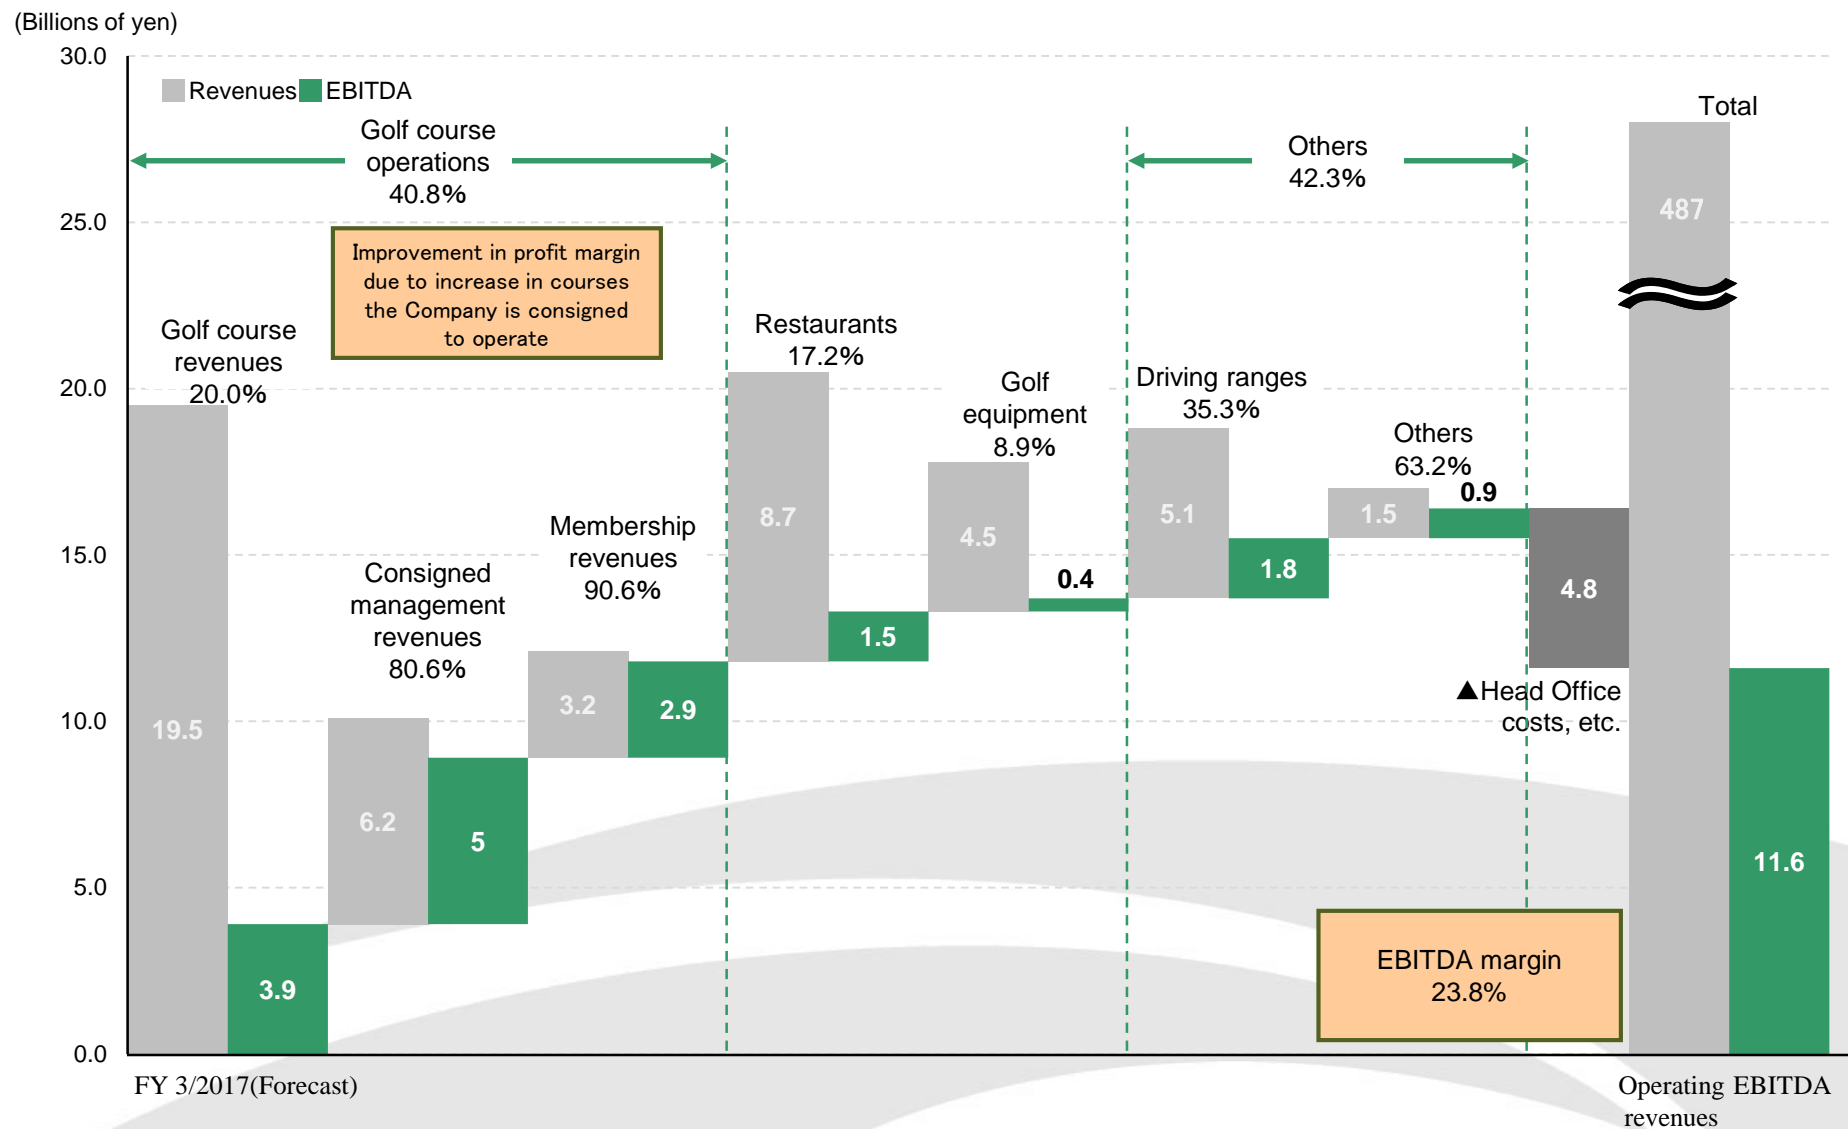 (Billions of yen)
30.0
25.0
20.0
15.0
10.0
5.0
0.0
Revenues
EBITDA
Golf course
operations
40.8%
Improvement in profit margin
due to increase in courses
the Company is consigned
to operate
Golf course
revenues
20.0%
19.5
3.9
Consigned
management
revenues
80.6%
6.2
5
Membership
revenues
90.6%
3.2
2.9
Restaurants
17.2%
8.7
1.5
Golf
equipment
8.9%
4.5
0.4
Others
42.3%
Driving ranges
35.3%
5.1
1.8
Others
63.2%
1.5
0.9
4.8
▲Head Office
costs, etc.
Total
487
11.6
EBITDA margin
23.8%
FY 3/2017(Forecast)
Operating EBITDA
revenues